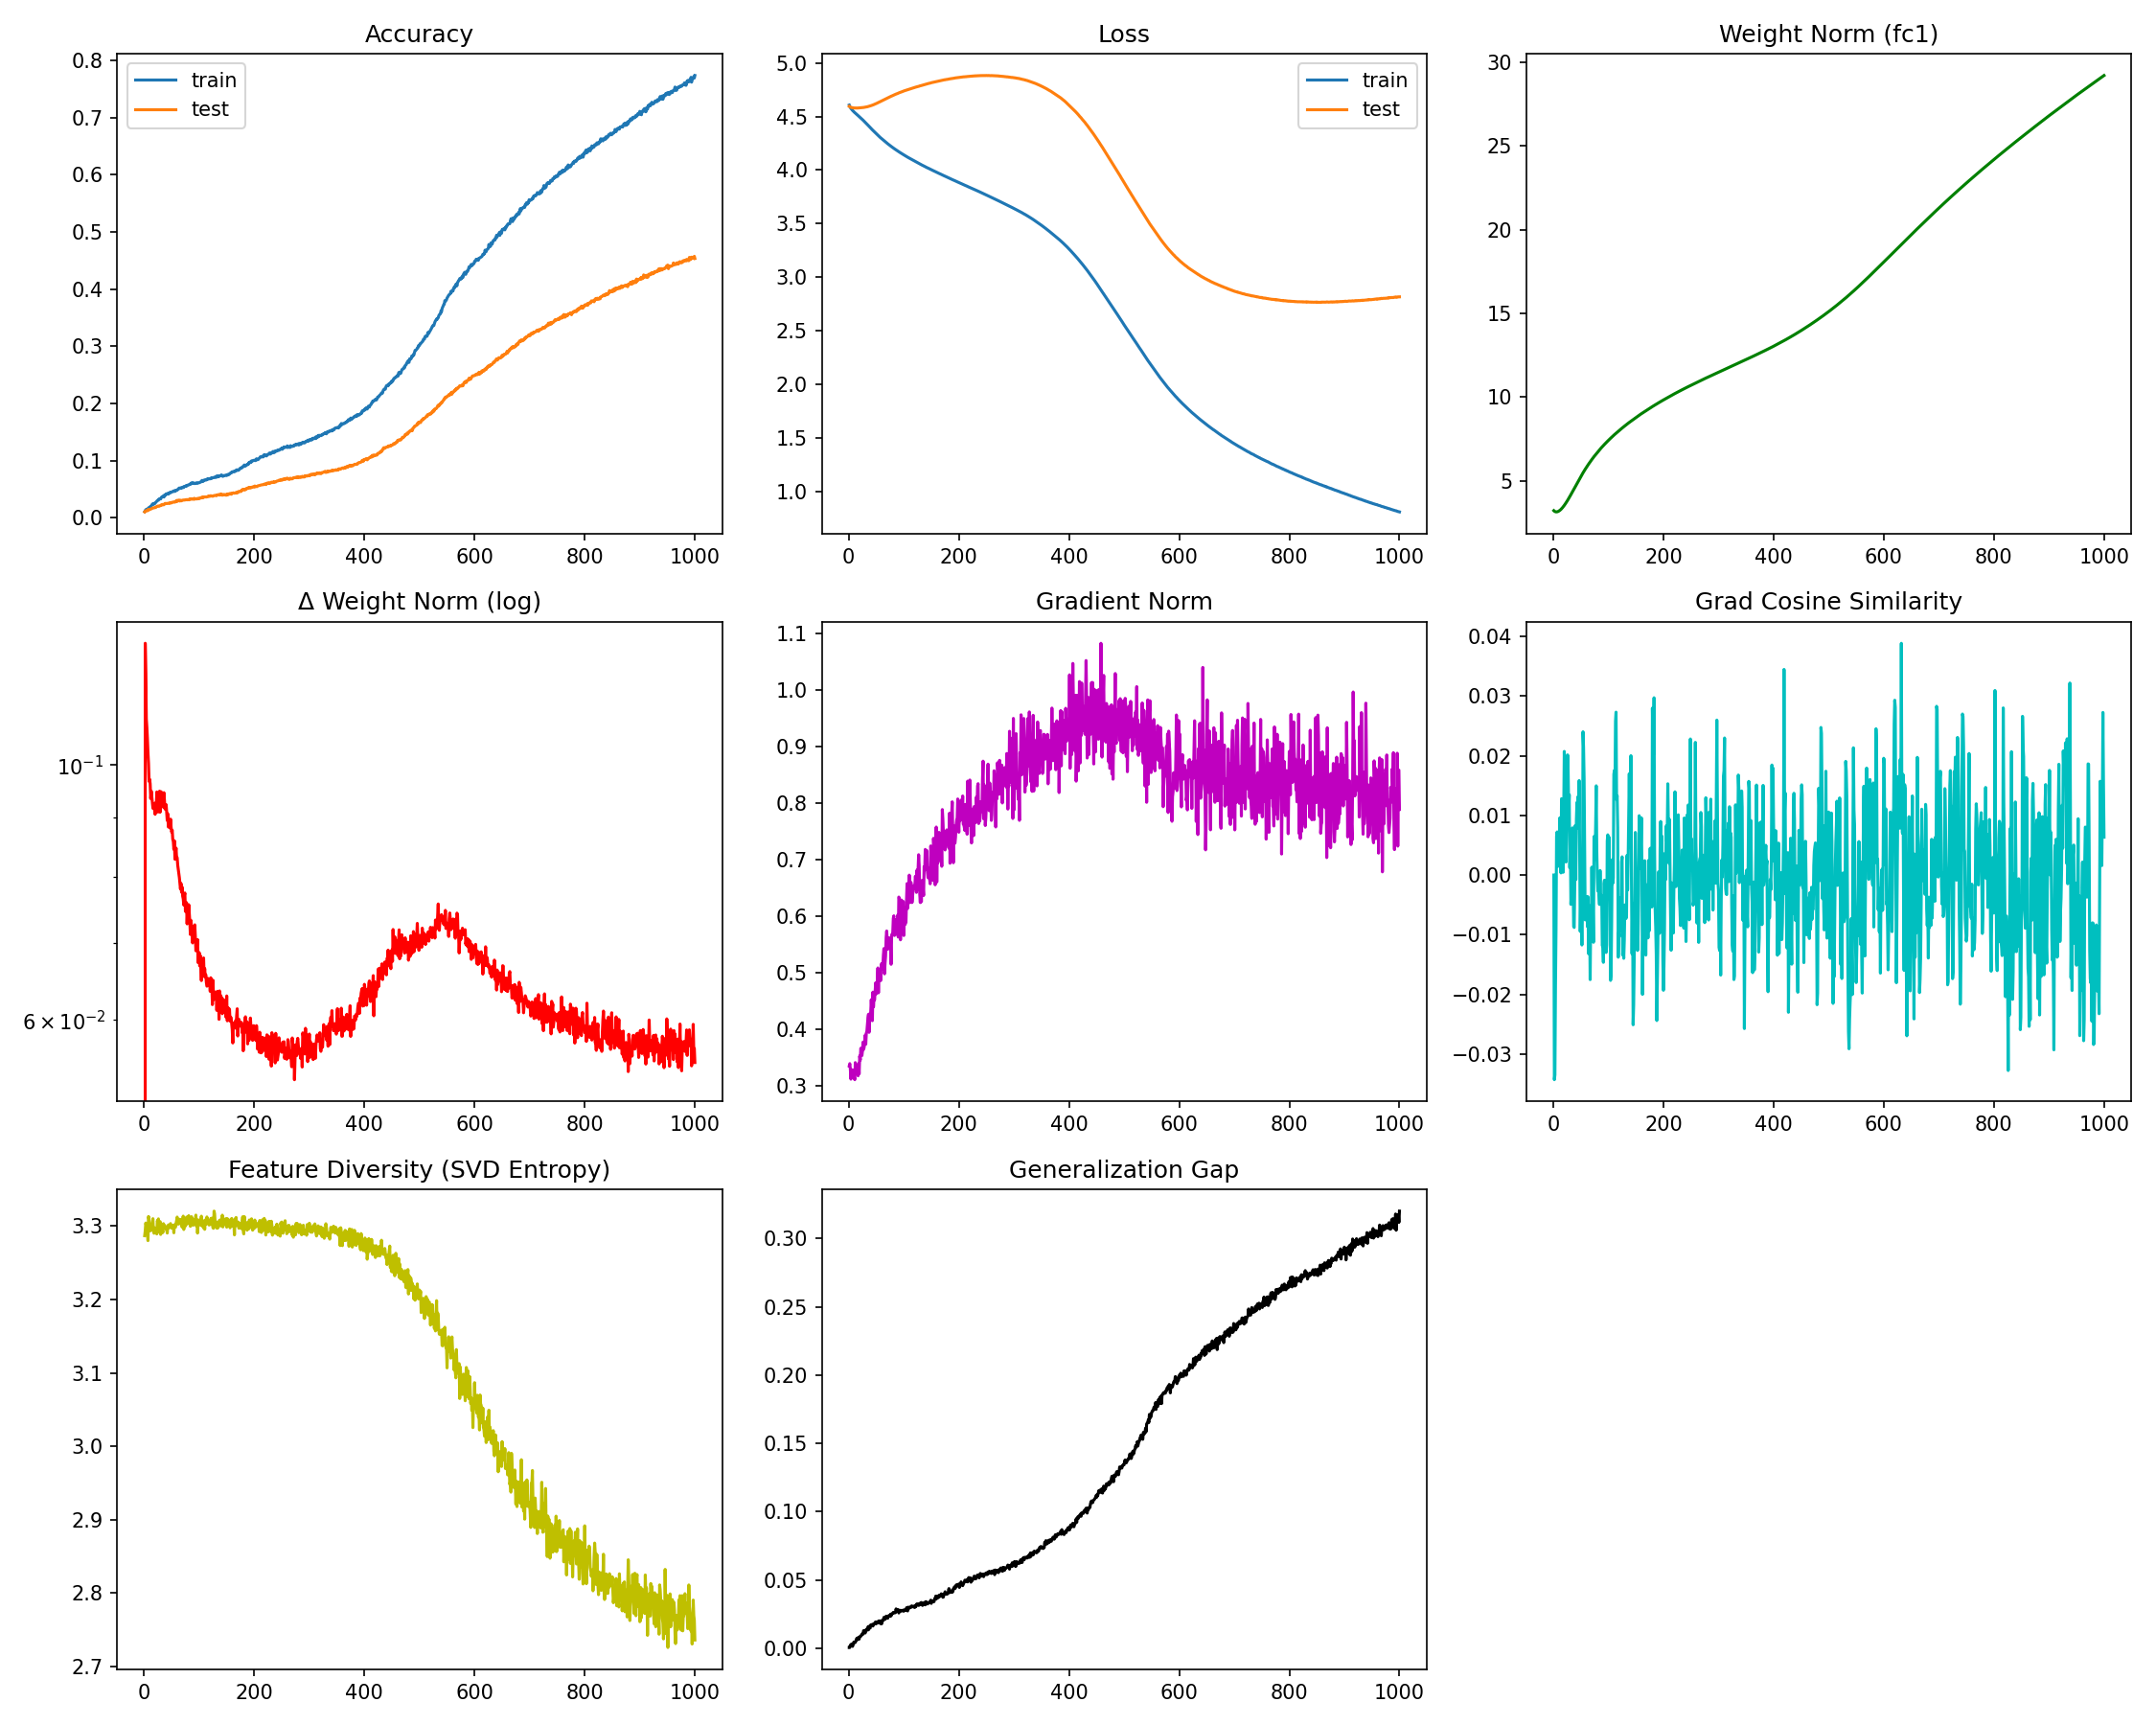 Accuracy
0.8
0.7
0.6
0.5
0.4
0.3
0.2
0.1
0.0
train
test
0 200 400 600 800 1000
Loss
5.0
4.5
4.0
3.5
3.0
2.5
2.0
1.5
1.0
train
test
0 200 400 600 800 1000
Weight Norm (fc1)
30
25
20
15
10
5
0 200 400 600 800 1000
Δ Weight Norm (log)
10⁻¹
6 × 10⁻²
0 200 400 600 800 1000
Gradient Norm
1.1
1.0
0.9
0.8
0.7
0.6
0.5
0.4
0.3
0 200 400 600 800 1000
Grad Cosine Similarity
0.04
0.03
0.02
0.01
0.00
−0.01
−0.02
−0.03
0 200 400 600 800 1000
Feature Diversity (SVD Entropy)
3.3
3.2
3.1
3.0
2.9
2.8
2.7
0 200 400 600 800 1000
Generalization Gap
0.30
0.25
0.20
0.15
0.10
0.05
0.00
0 200 400 600 800 1000